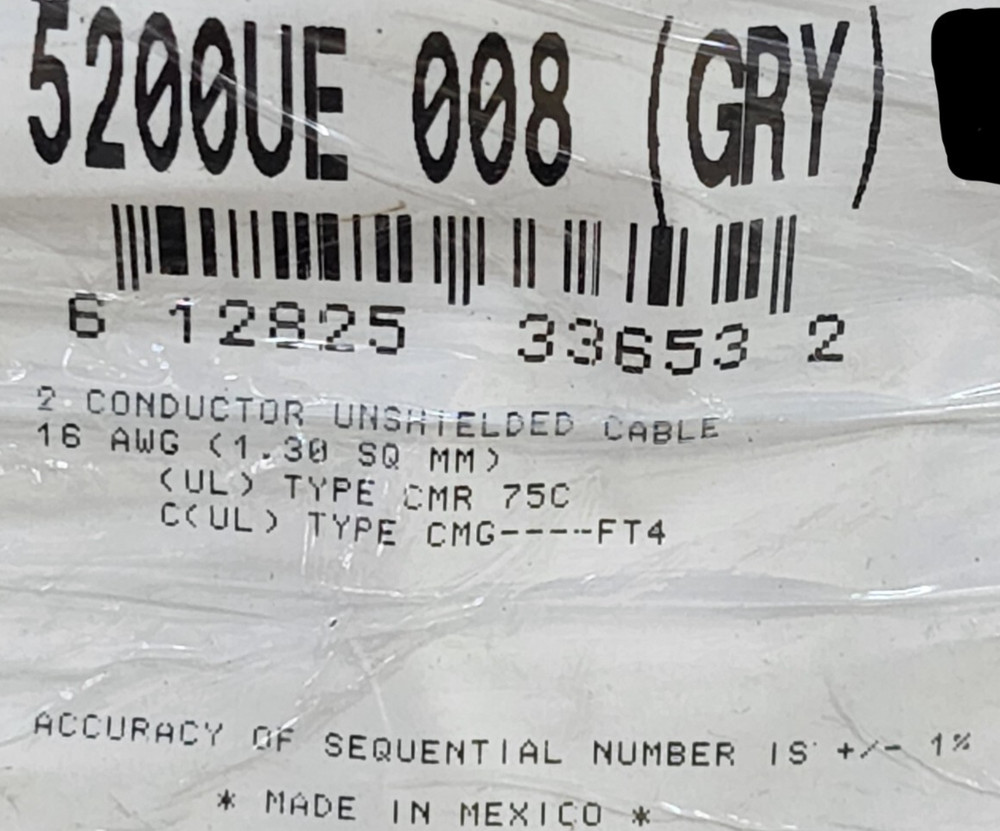 5200UE 008 (GRY)
6 12825 33653 2
2 CONDUCTOR UNSHIELDED CABLE
16 AWG (1.30 SQ MM)
(UL) TYPE CMR 75C
C(UL) TYPE CMG-----FT4
ACCURACY OF SEQUENTIAL NUMBER IS +/- 1%
* MADE IN MEXICO *